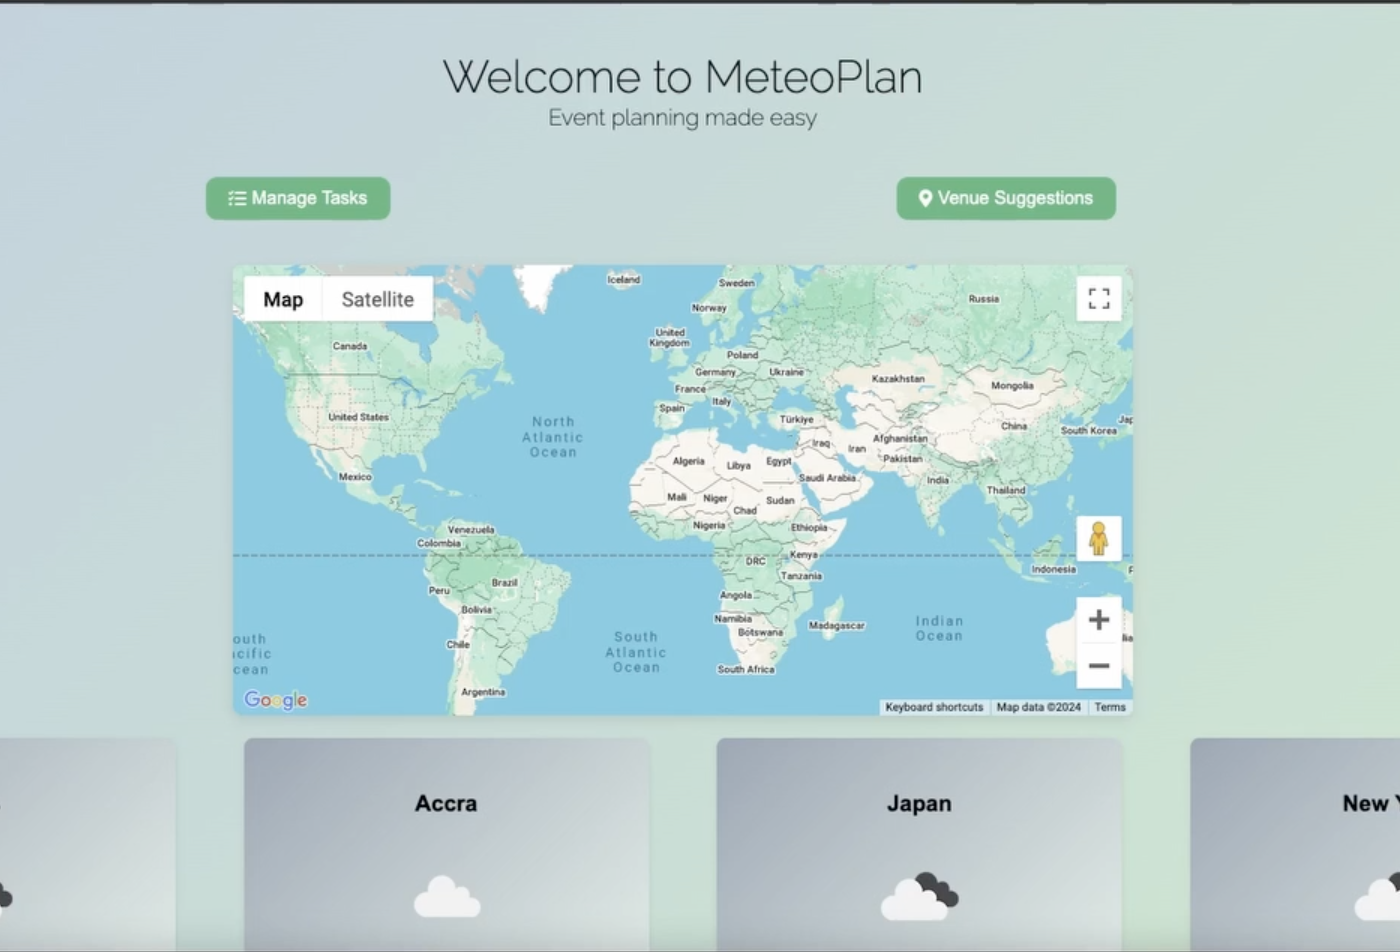 Welcome to MeteoPlan
Event planning made easy
Manage Tasks
Venue Suggestions
Map
Satellite
Iceland
Sweden
Russia
Norway
United
Kingdom
Canada
Poland
Germany
Ukraine
Kazakhstan
Mongolia
France
Italy
Spain
United States
Türkiye
China
South Korea
North
Atlantic
Ocean
Iraq
Iran
Afghanistan
Pakistan
Algeria
Libya
Egypt
Saudi Arabia
India
Mexico
Thailand
Mali
Niger
Sudan
Chad
Nigeria
Ethiopia
Venezuela
Colombia
DRC
Kenya
Indonesia
Tanzania
Peru
Brazil
Angola
Bolivia
Namibia
Botswana
Madagascar
Indian
Ocean
Chile
South
Atlantic
Ocean
South Africa
Argentina
Google
Keyboard shortcuts
Map data ©2024
Terms
Accra
Japan
New